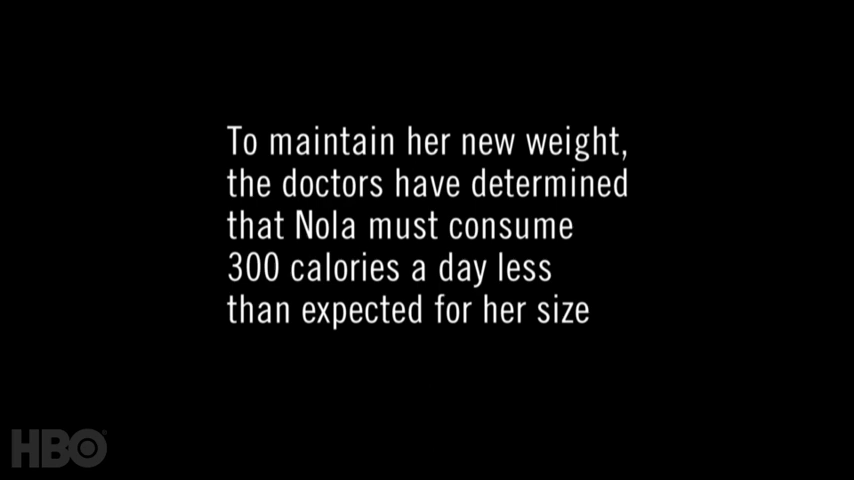 To maintain her new weight,
the doctors have determined
that Nola must consume
300 calories a day less
than expected for her size
HBO